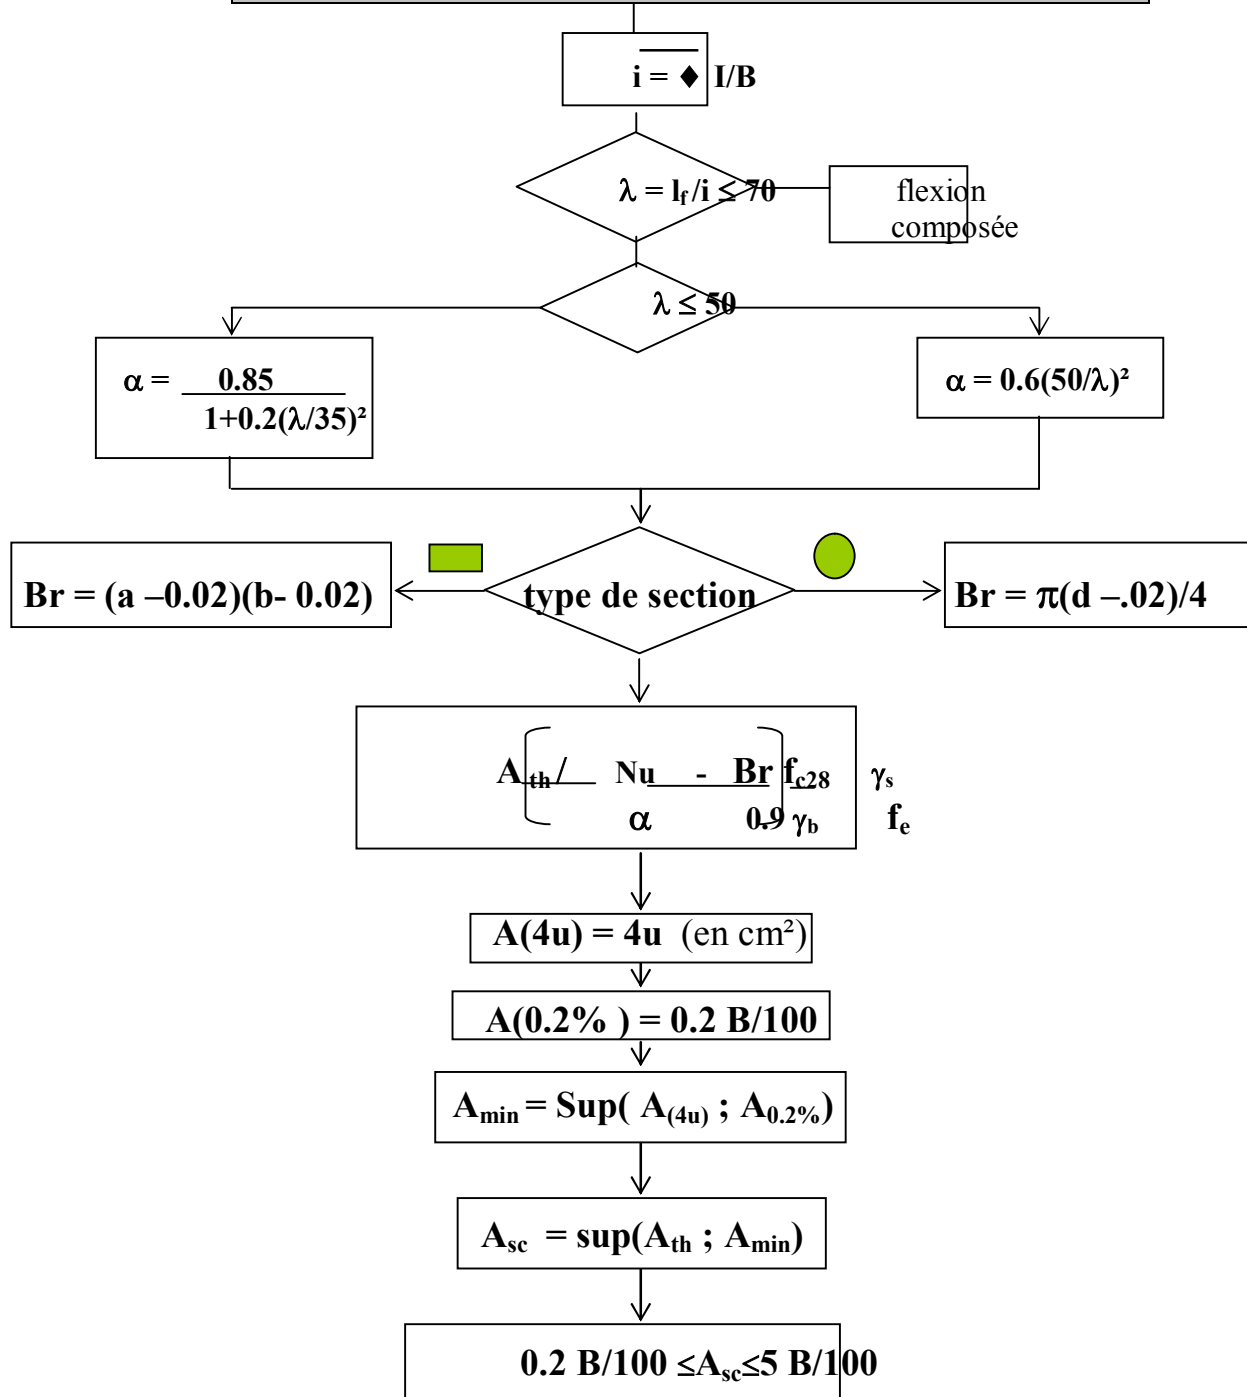 i = ♦ I/B
λ = lf /i ≤ 70
flexion
composée
λ ≤ 50
α = 0.85
1+0.2(λ/35)²
α = 0.6(50/λ)²
Br = (a –0.02)(b- 0.02)
type de section
Br = π(d –.02)/4
A th / Nu - Br fc28 γs
α 0.9 γb fe
A(4u) = 4u (en cm²)
A(0.2% ) = 0.2 B/100
Amin = Sup( A(4u) ; A0.2%)
Asc = sup(Ath ; Amin)
0.2 B/100 ≤Asc≤5 B/100